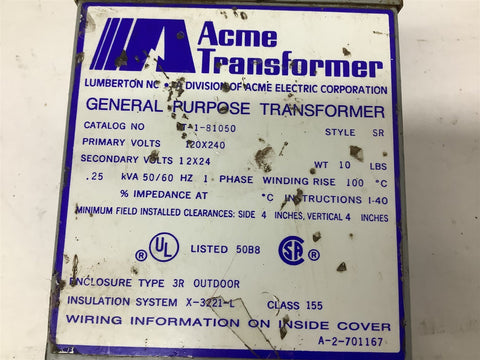 Acme
Transformer
LUMBERTON NC • A DIVISION OF ACME ELECTRIC CORPORATION
GENERAL PURPOSE TRANSFORMER
CATALOG NO T-1-81050 STYLE SR
PRIMARY VOLTS 120X240
SECONDARY VOLTS 12X24 WT 10 LBS
.25 kVA 50/60 HZ 1 - PHASE WINDING RISE 100 °C
% IMPEDANCE AT °C INSTRUCTIONS I-40
MINIMUM FIELD INSTALLED CLEARANCES: SIDE 4 INCHES, VERTICAL 4 INCHES
® UL LISTED 50B8 SA ®
ENCLOSURE TYPE 3R OUTDOOR
INSULATION SYSTEM X-3221-L CLASS 155
WIRING INFORMATION ON INSIDE COVER
A-2-701167